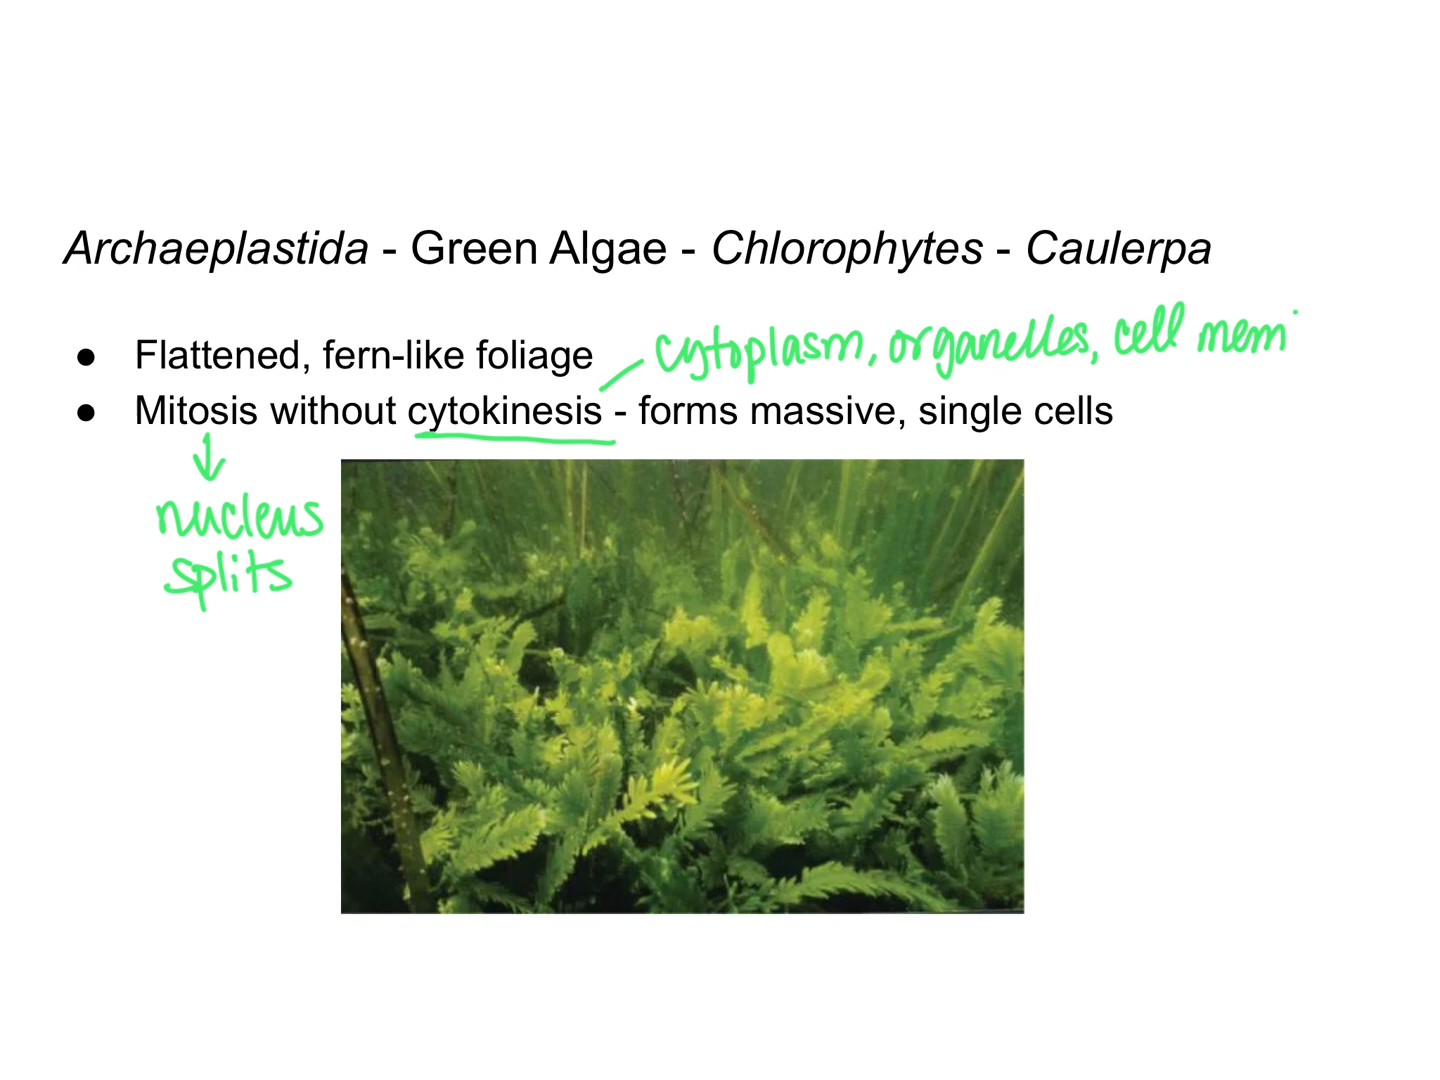 Archaeplastida - Green Algae - Chlorophytes - Caulerpa
● Flattened, fern-like foliage
cytoplasm, organelles, cell mem
● Mitosis without cytokinesis - forms massive, single cells
nucleus
splits